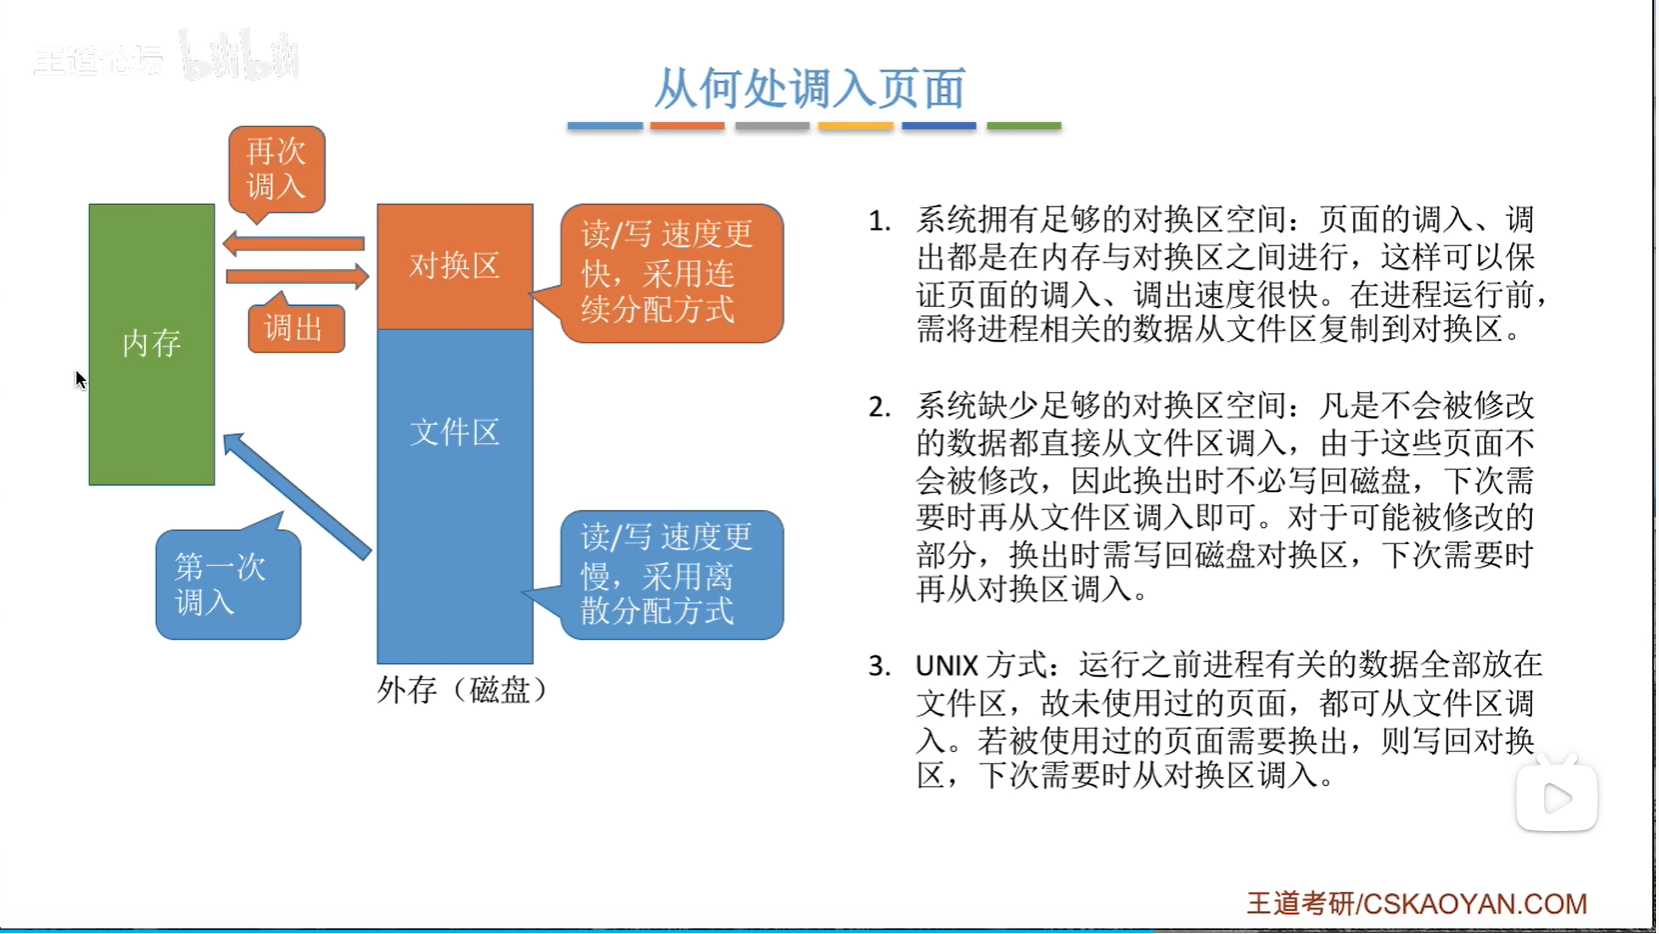 王道论坛 bilibili
从何处调入页面
再次
调入
内存
调出
对换区
读/写 速度更
快，采用连
续分配方式
文件区
第一次
调入
读/写 速度更
慢，采用离
散分配方式
外存（磁盘）
1. 系统拥有足够的对换区空间：页面的调入、调
出都是在内存与对换区之间进行，这样可以保
证页面的调入、调出速度很快。在进程运行前，
需将进程相关的数据从文件区复制到对换区。
2. 系统缺少足够的对换区空间：凡是不会被修改
的数据都直接从文件区调入，由于这些页面不
会被修改，因此换出时不必写回磁盘，下次需
要时再从文件区调入即可。对于可能被修改的
部分，换出时需写回磁盘对换区，下次需要时
再从对换区调入。
3. UNIX 方式：运行之前进程有关的数据全部放在
文件区，故未使用过的页面，都可从文件区调
入。若被使用过的页面需要换出，则写回对换
区，下次需要时从对换区调入。
王道考研/CSKAOYAN.COM